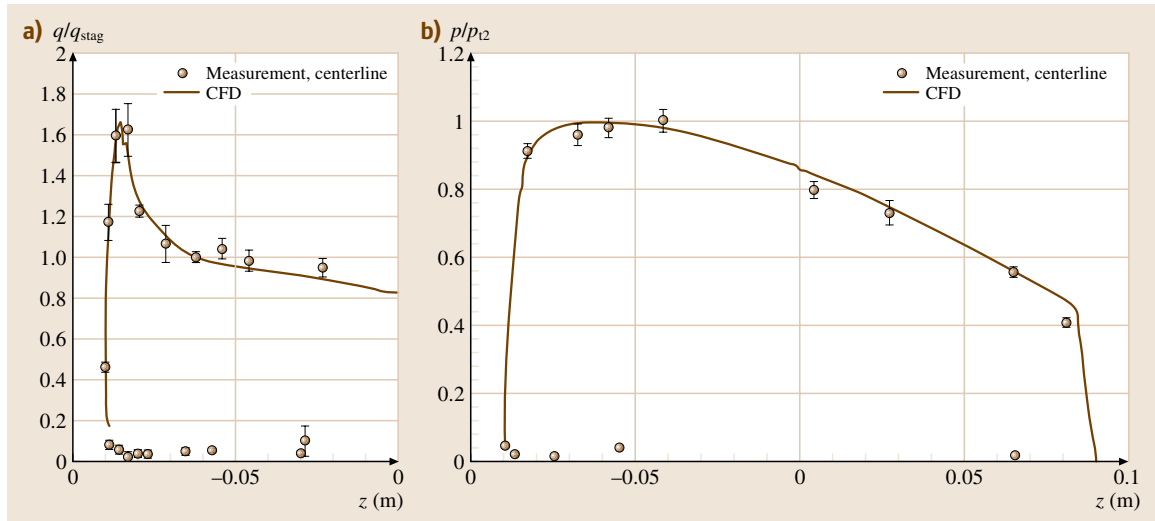 a) q/q_stag
2
1.8
1.6
1.4
1.2
1.0
0.8
0.6
0.4
0.2
0
Measurement, centerline
CFD
0 −0.05 0
z (m)
b) p/p_t2
1.2
1
0.8
0.6
0.4
0.2
0
Measurement, centerline
CFD
0 −0.05 0 0.05 0.1
z (m)